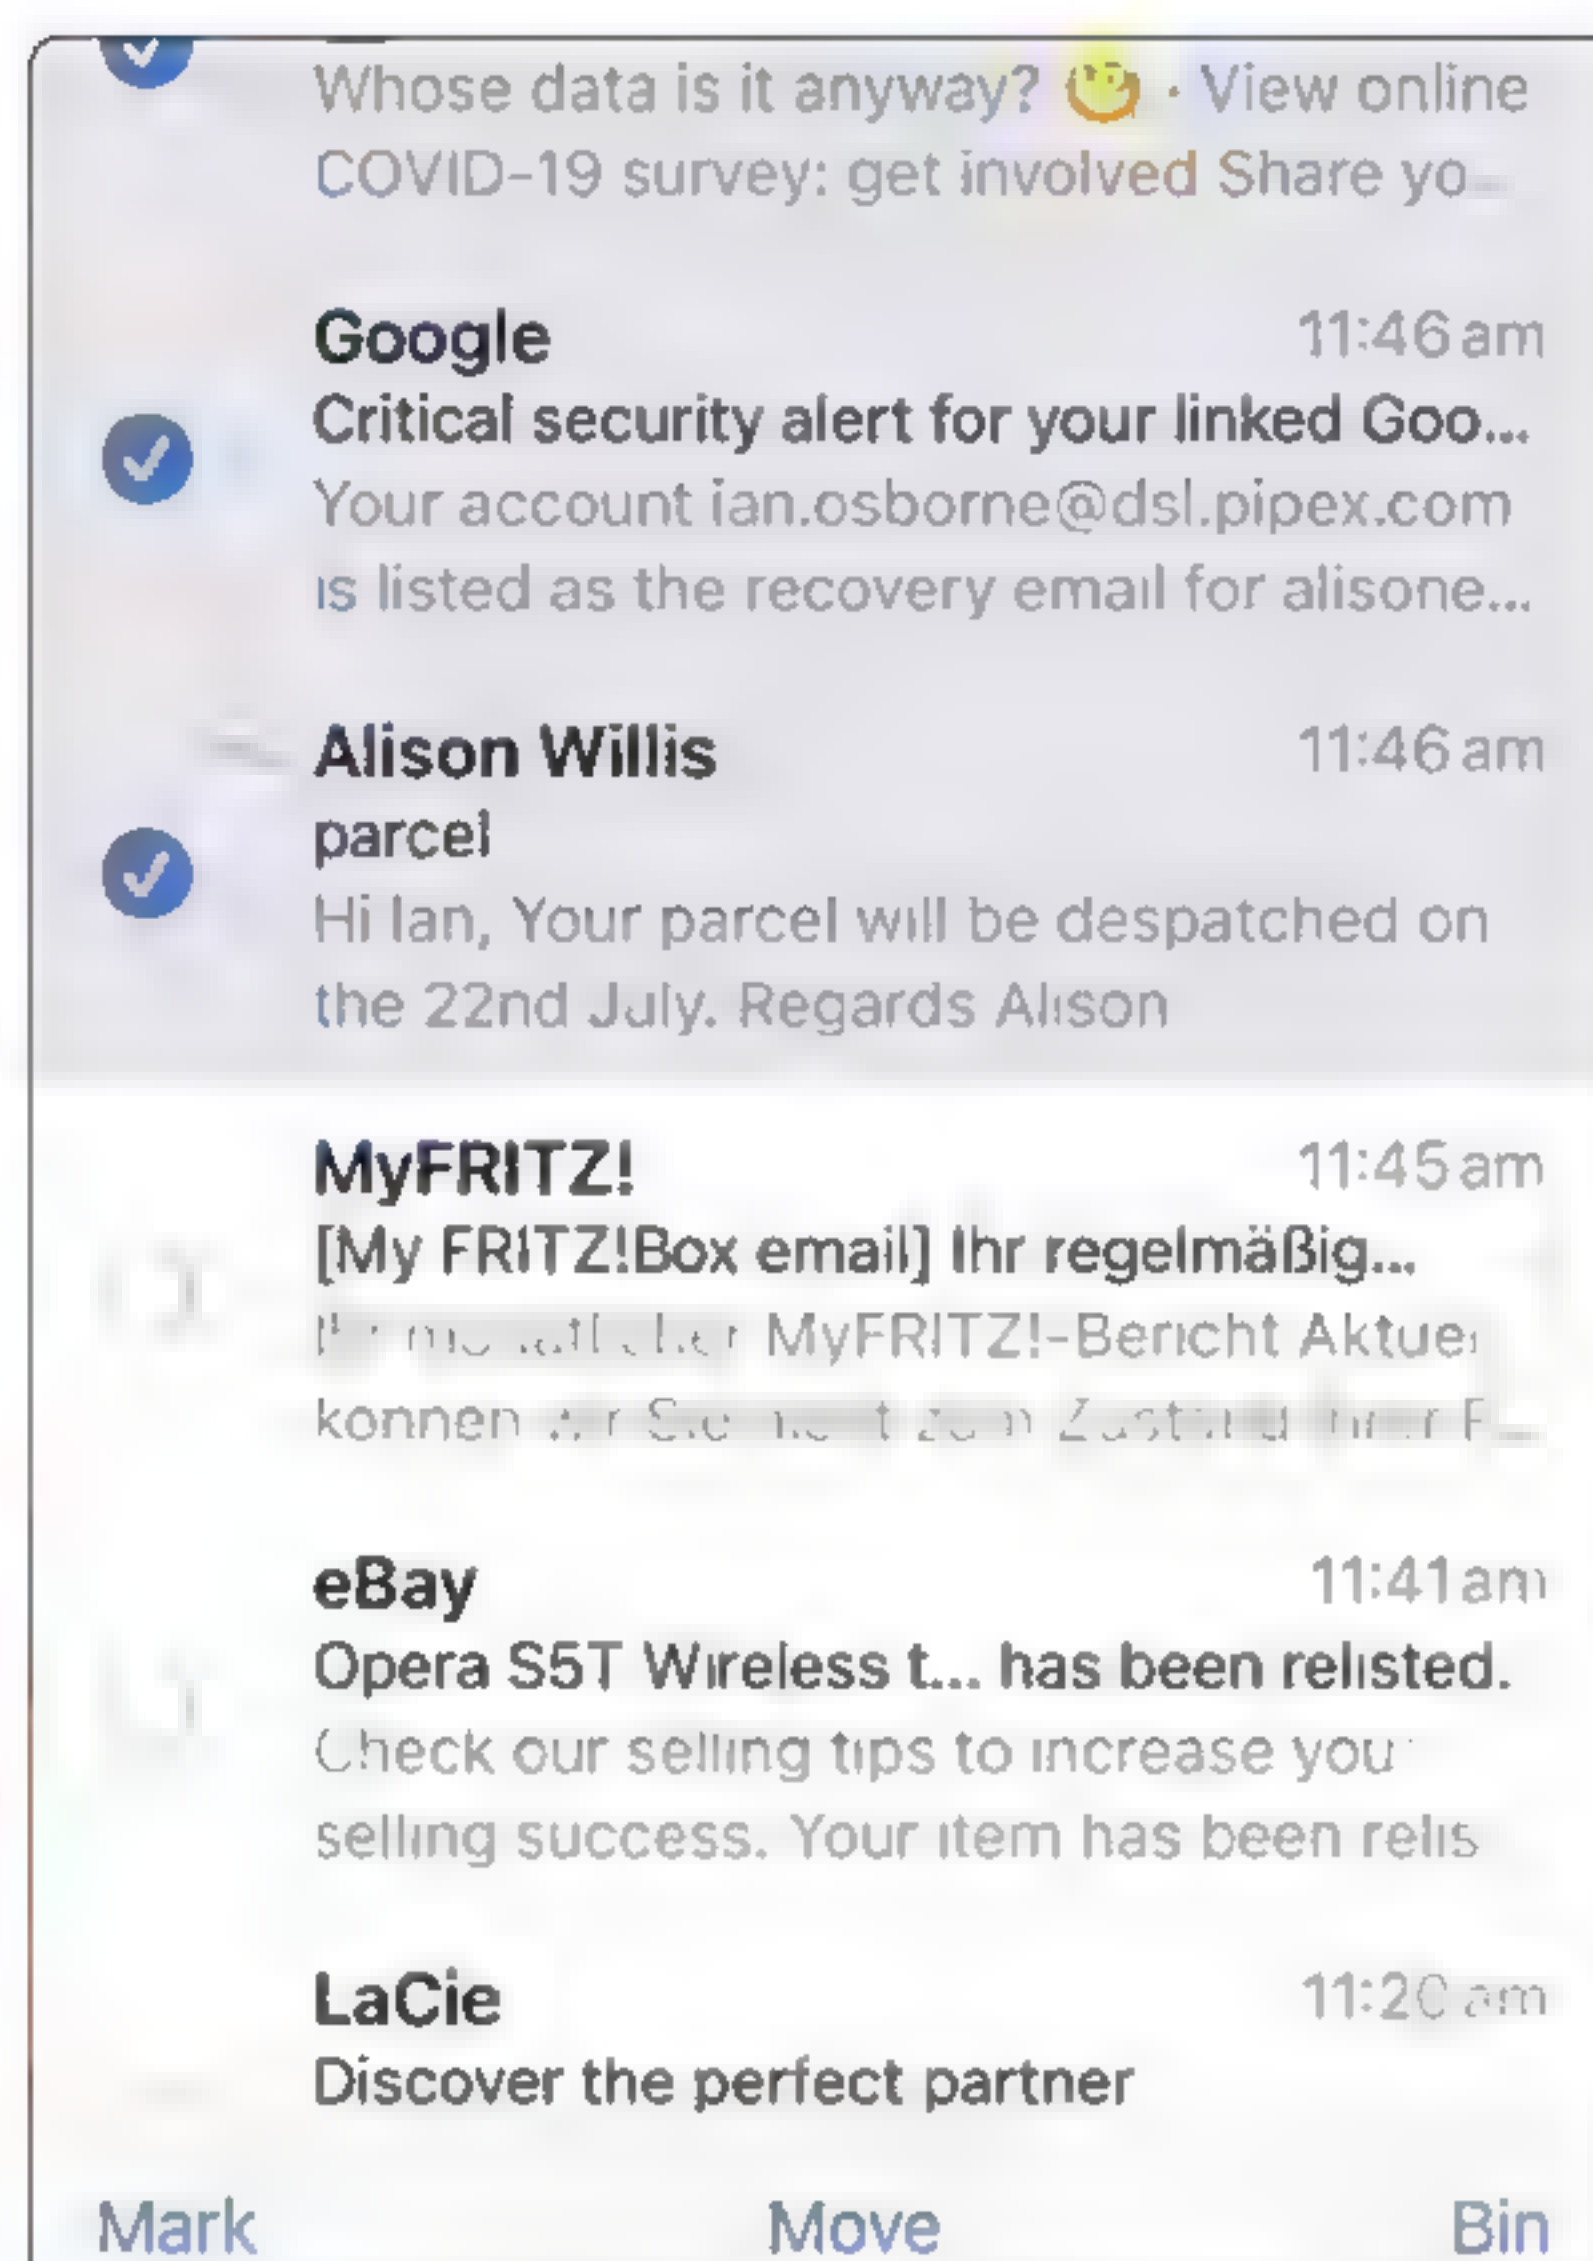 Whose data is it anyway? 🤔 · View online
COVID-19 survey: get involved Share yo...
Google
11:46 am
Critical security alert for your linked Goo...
Your account ian.osborne@dsl.pipex.com
is listed as the recovery email for alisone...
Alison Willis
11:46 am
parcel
Hi Ian, Your parcel will be despatched on
the 22nd July. Regards Alison
MyFRITZ!
11:45 am
[My FRITZ!Box email] Ihr regelmäßig...
MyFRITZ!-Bericht
konnen
eBay
11:41 am
Opera S5T Wireless t... has been relisted.
Check our selling tips to increase you
selling success. Your item has been relis
LaCie
11:20 am
Discover the perfect partner
Mark
Move
Bin